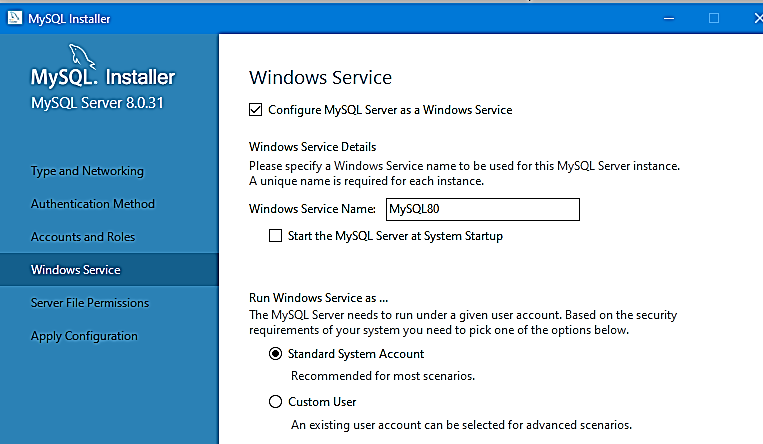 MySQL Installer
MySQL. Installer
MySQL Server 8.0.31
Type and Networking
Authentication Method
Accounts and Roles
Windows Service
Server File Permissions
Apply Configuration
Windows Service
Configure MySQL Server as a Windows Service
Windows Service Details
Please specify a Windows Service name to be used for this MySQL Server instance.
A unique name is required for each instance.
Windows Service Name: MySQL80
Start the MySQL Server at System Startup
Run Windows Service as ...
The MySQL Server needs to run under a given user account. Based on the security
requirements of your system you need to pick one of the options below.
Standard System Account
Recommended for most scenarios.
Custom User
An existing user account can be selected for advanced scenarios.